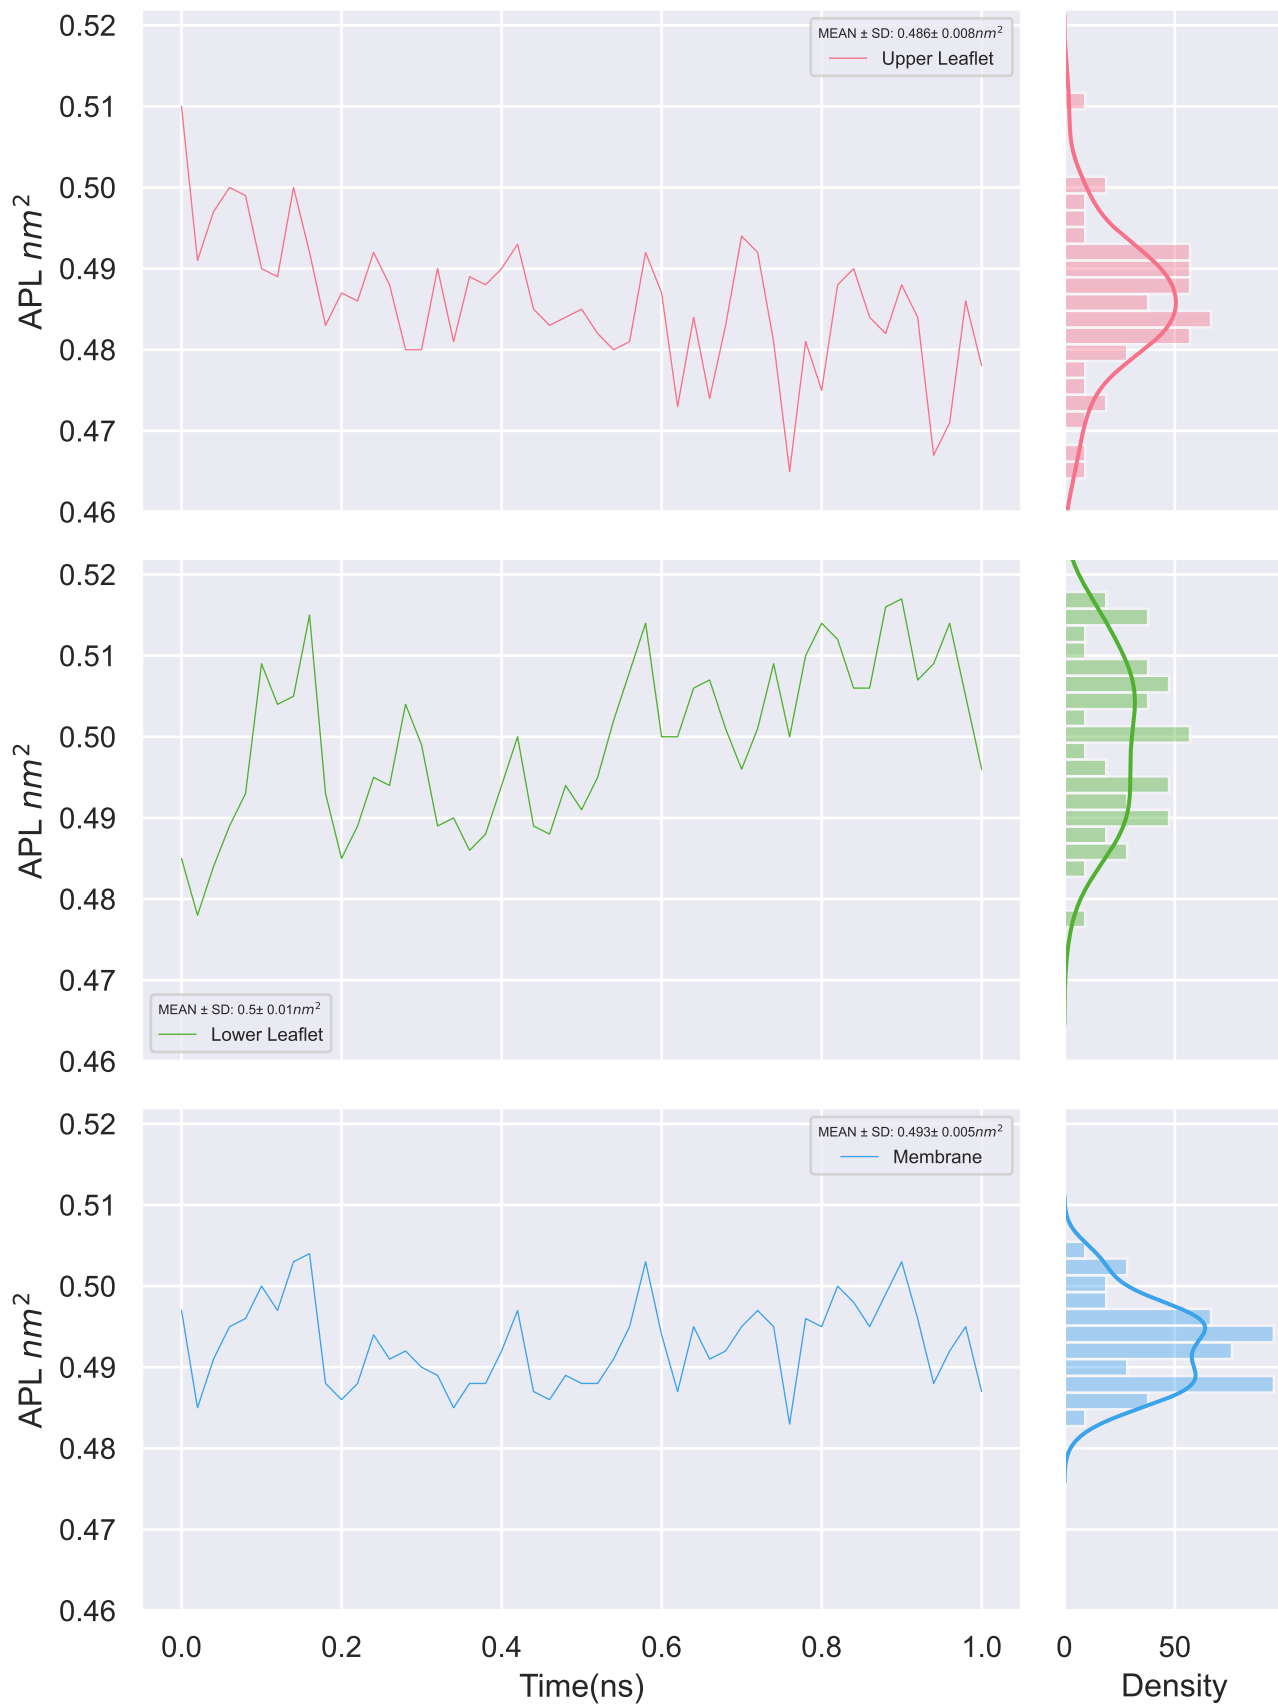 0.52
0.51
0.50
0.49
0.48
0.47
0.46
APL nm²
MEAN ± SD: 0.486± 0.008nm²
Upper Leaflet
0.52
0.51
0.50
0.49
0.48
0.47
0.46
APL nm²
MEAN ± SD: 0.5± 0.01nm²
Lower Leaflet
0.52
0.51
0.50
0.49
0.48
0.47
0.46
APL nm²
MEAN ± SD: 0.493± 0.005nm²
Membrane
0.0 0.2 0.4 0.6 0.8 1.0
Time(ns)
0 50
Density